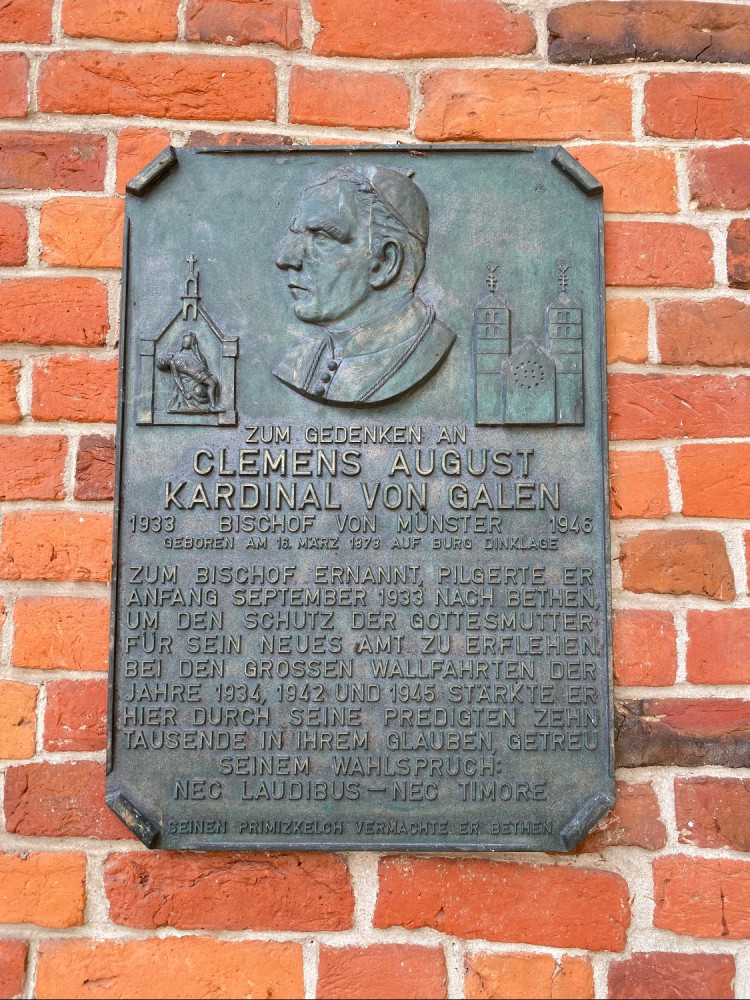 ZUM GEDENKEN AN
CLEMENS AUGUST
KARDINAL VON GALEN
1933 BISCHOF VON MÜNSTER 1946
GEBOREN AM 16. MÄRZ 1878 AUF BURG DINKLAGE
ZUM BISCHOF ERNANNT, PILGERTE ER
ANFANG SEPTEMBER 1933 NACH BETHEN,
UM DEN SCHUTZ DER GOTTESMUTTER
FÜR SEIN NEUES AMT ZU ERFLEHEN.
BEI DEN GROSSEN WALLFAHRTEN DER
JAHRE 1934, 1942 UND 1945 STÄRKTE ER
HIER DURCH SEINE PREDIGTEN ZEHN
TAUSENDE IN IHREM GLAUBEN, GETREU
SEINEM WAHLSPRUCH:
NEC LAUDIBUS — NEC TIMORE
SEINEN PRIMIZKELCH VERMACHTE ER BETHEN